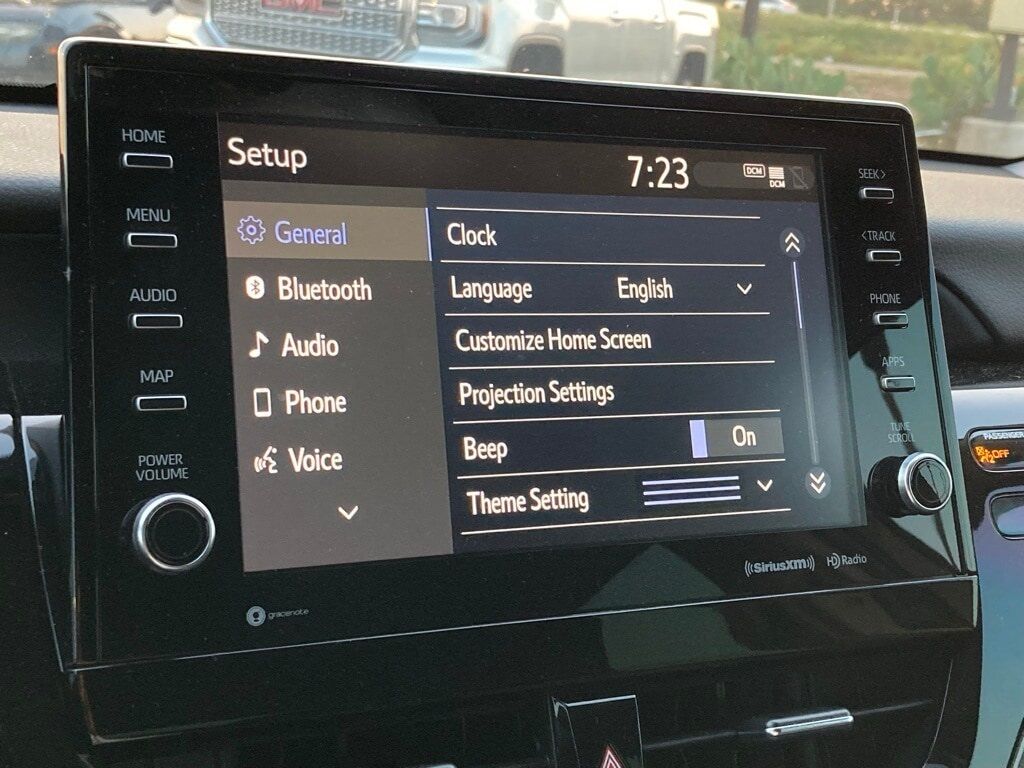 GMC
HOME
MENU
AUDIO
MAP
POWER
VOLUME
Setup
7:23
DCM
DCM
General
Bluetooth
Audio
Phone
Voice
Clock
Language English
Customize Home Screen
Projection Settings
Beep On
Theme Setting
SEEK >
< TRACK
PHONE
APPS
TUNE
SCROLL
PASSENGER
OFF
gracenote
((SiriusXM))
HD Radio